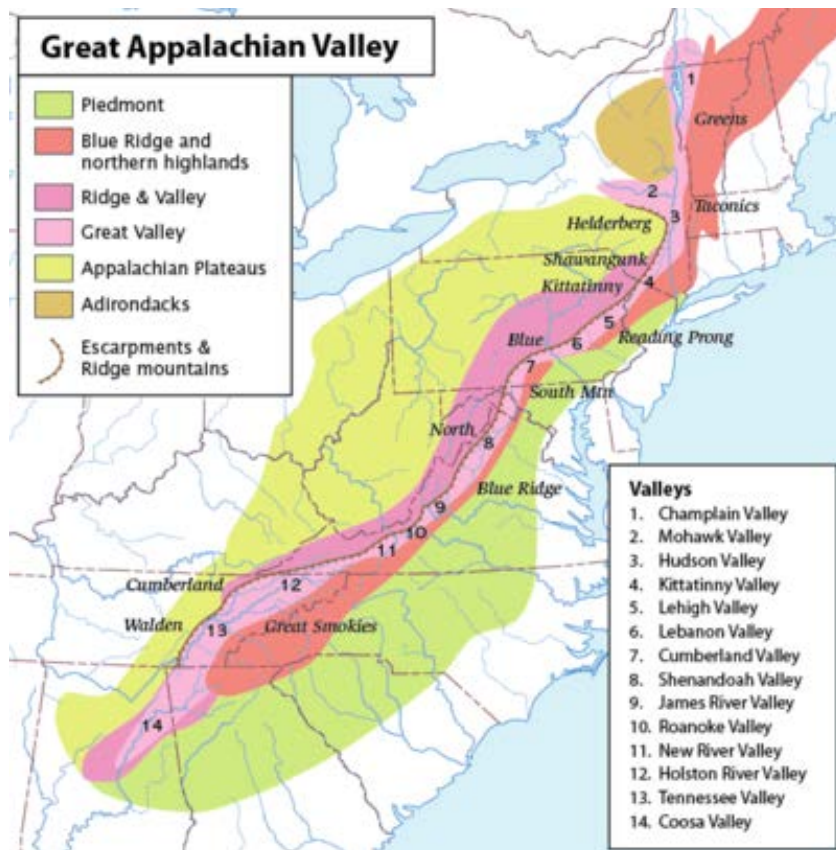 Great Appalachian Valley
Piedmont
Blue Ridge and
northern highlands
Ridge & Valley
Great Valley
Appalachian Plateaus
Adirondacks
Escarpments &
Ridge mountains
1
Greens
2
Taconics
3
Helderberg
Shawangunk
4
Kittatinny
5
Reading Prong
Blue
6
7
South Mtn
North
8
Blue Ridge
9
10
11
Cumberland
12
Walden
13
Great Smokies
14
Valleys
1. Champlain Valley
2. Mohawk Valley
3. Hudson Valley
4. Kittatinny Valley
5. Lehigh Valley
6. Lebanon Valley
7. Cumberland Valley
8. Shenandoah Valley
9. James River Valley
10. Roanoke Valley
11. New River Valley
12. Holston River Valley
13. Tennessee Valley
14. Coosa Valley